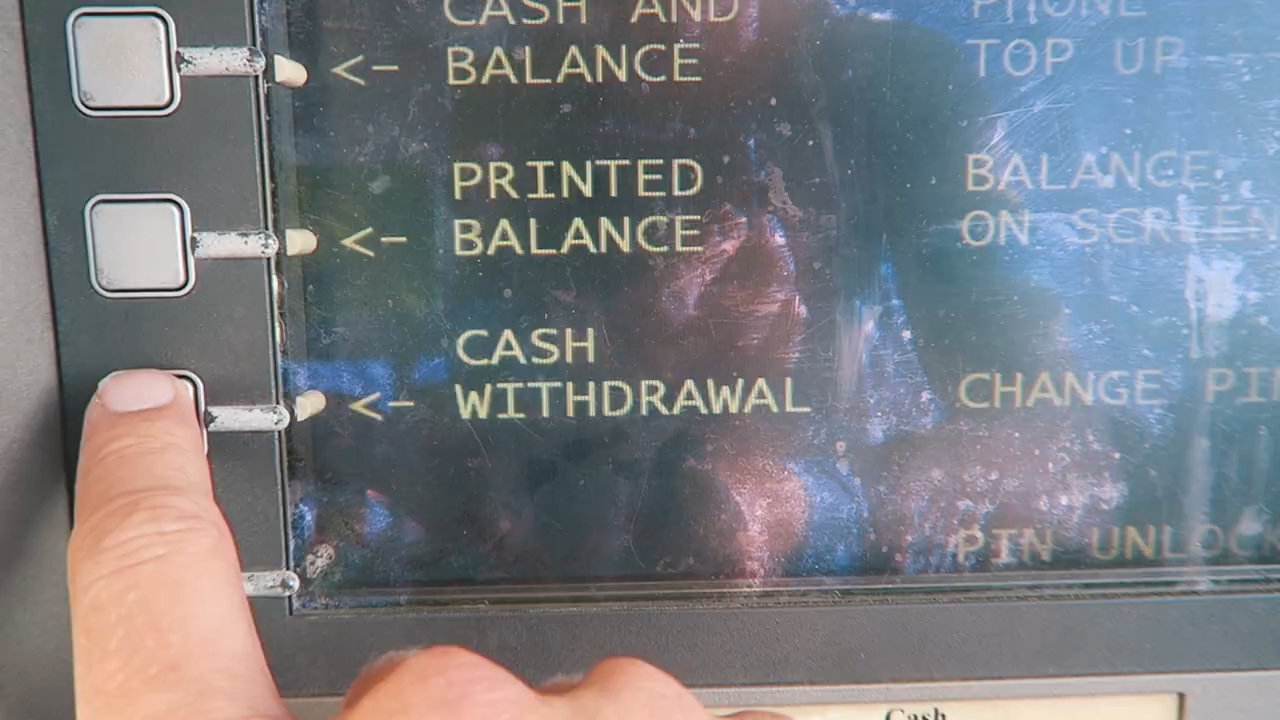 CASH AND
<- BALANCE
PHONE
TOP UP
PRINTED
<- BALANCE
BALANCE
ON SCREEN
CASH
<- WITHDRAWAL
CHANGE PIN
PIN UNLOCK
Cash